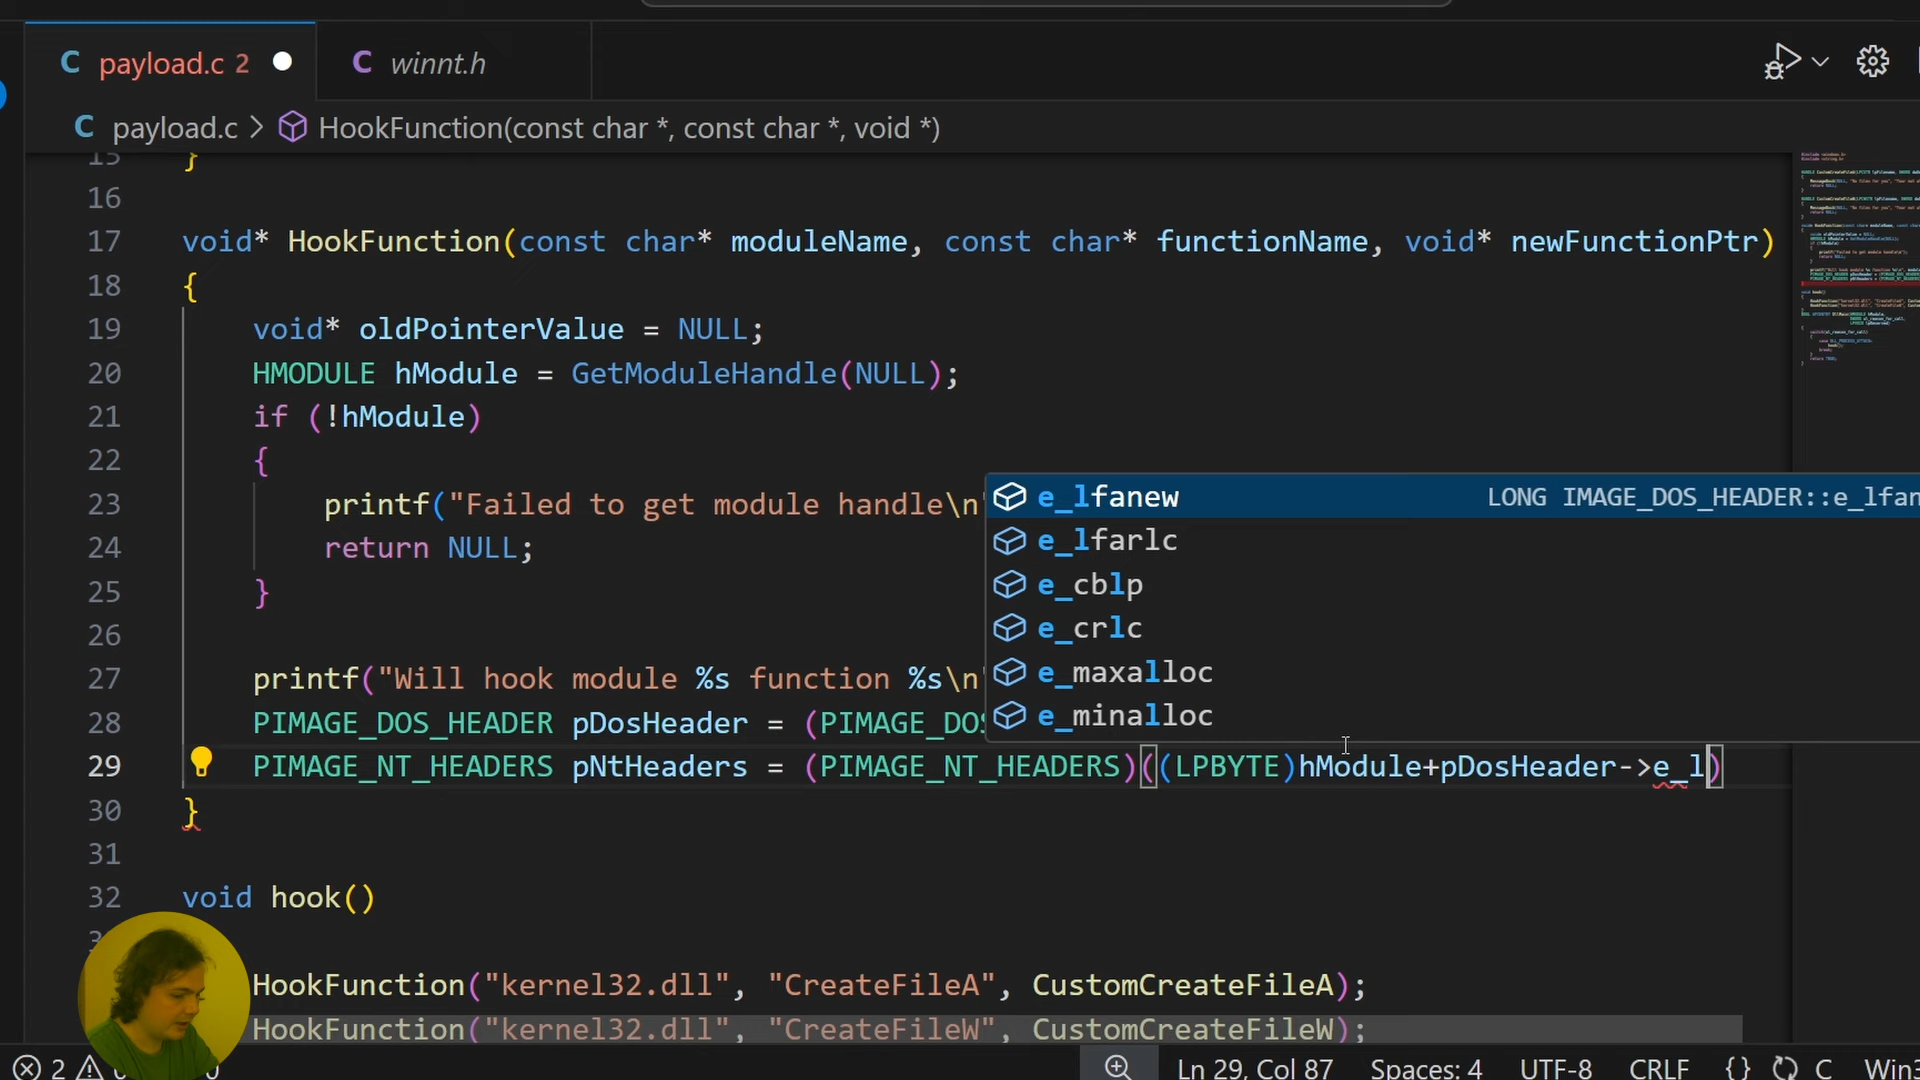 C payload.c 2
C winnt.h
C payload.c > HookFunction(const char *, const char *, void *)
15 }
16
17 void* HookFunction(const char* moduleName, const char* functionName, void* newFunctionPtr)
18 {
19 void* oldPointerValue = NULL;
20 HMODULE hModule = GetModuleHandle(NULL);
21 if (!hModule)
22 {
23 printf("Failed to get module handle\n"
24 return NULL;
25 }
26
27 printf("Will hook module %s function %s\n"
28 PIMAGE_DOS_HEADER pDosHeader = (PIMAGE_DOS
29 PIMAGE_NT_HEADERS pNtHeaders = (PIMAGE_NT_HEADERS)((LPBYTE)hModule+pDosHeader->e_l)
30 }
31
32 void hook()
HookFunction("kernel32.dll", "CreateFileA", CustomCreateFileA);
HookFunction("kernel32.dll", "CreateFileW", CustomCreateFileW);
e_lfanew LONG IMAGE_DOS_HEADER::e_lfan
e_lfarlc
e_cblp
e_crlc
e_maxalloc
e_minalloc
2 Ln 29, Col 87 Spaces: 4 UTF-8 CRLF {} C Win3